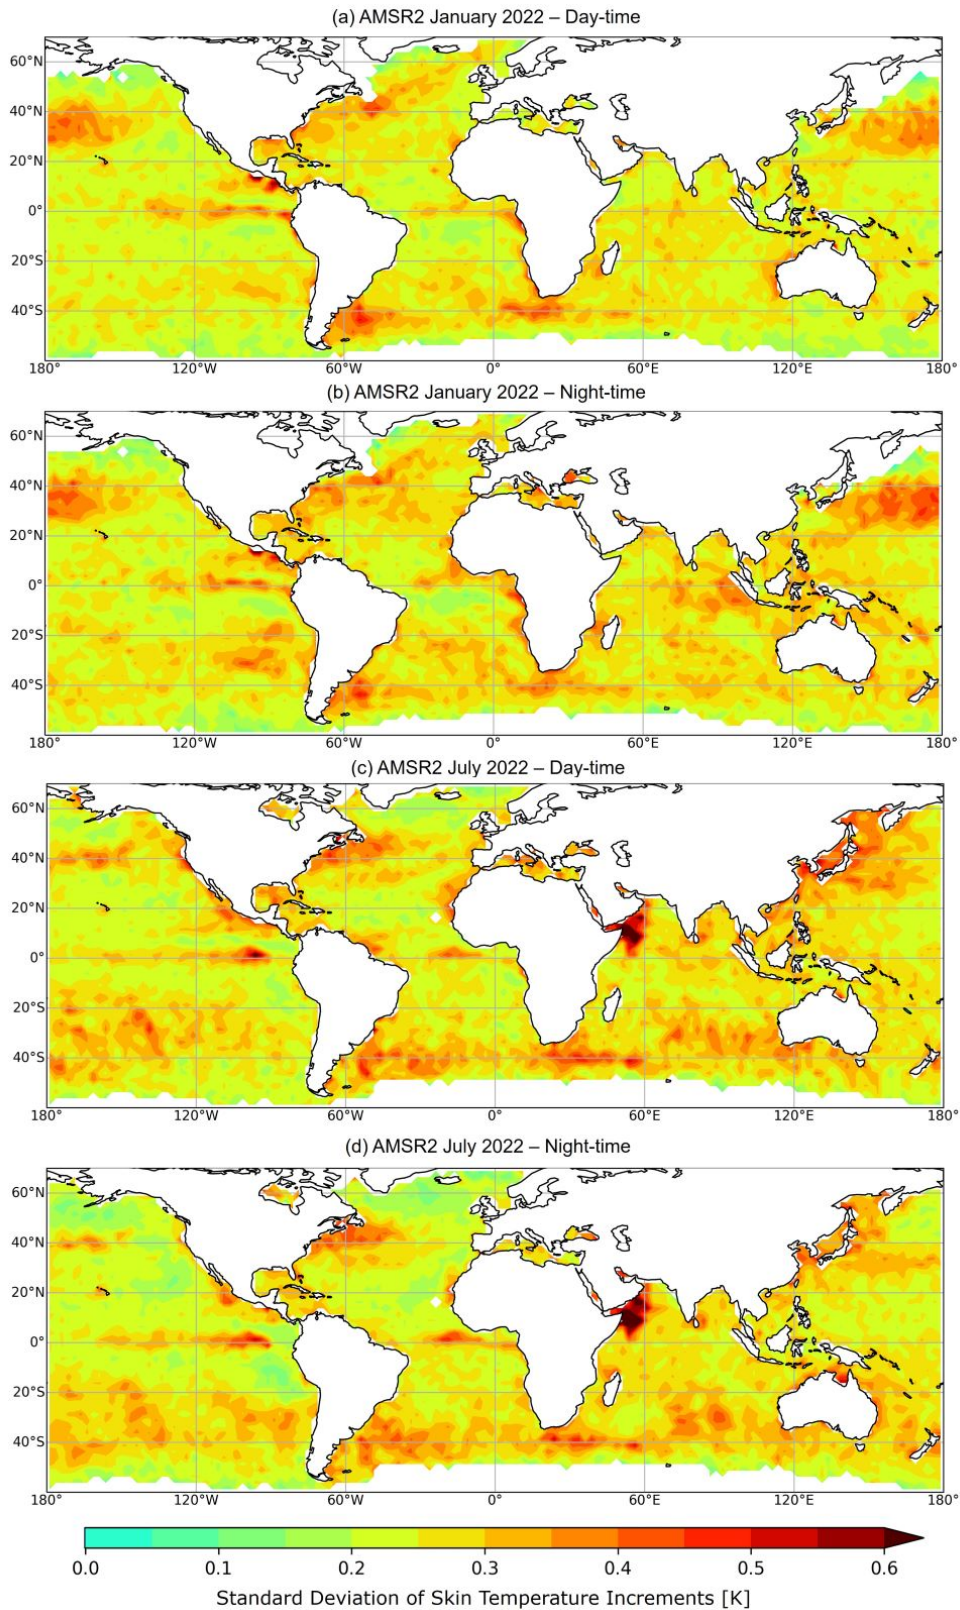 (a) AMSR2 January 2022 – Day-time
60°N
40°N
20°N
0°
20°S
40°S
180° 120°W 60°W 0° 60°E 120°E 180°
(b) AMSR2 January 2022 – Night-time
60°N
40°N
20°N
0°
20°S
40°S
180° 120°W 60°W 0° 60°E 120°E 180°
(c) AMSR2 July 2022 – Day-time
60°N
40°N
20°N
0°
20°S
40°S
180° 120°W 60°W 0° 60°E 120°E 180°
(d) AMSR2 July 2022 – Night-time
60°N
40°N
20°N
0°
20°S
40°S
180° 120°W 60°W 0° 60°E 120°E 180°
0.0 0.1 0.2 0.3 0.4 0.5 0.6
Standard Deviation of Skin Temperature Increments [K]